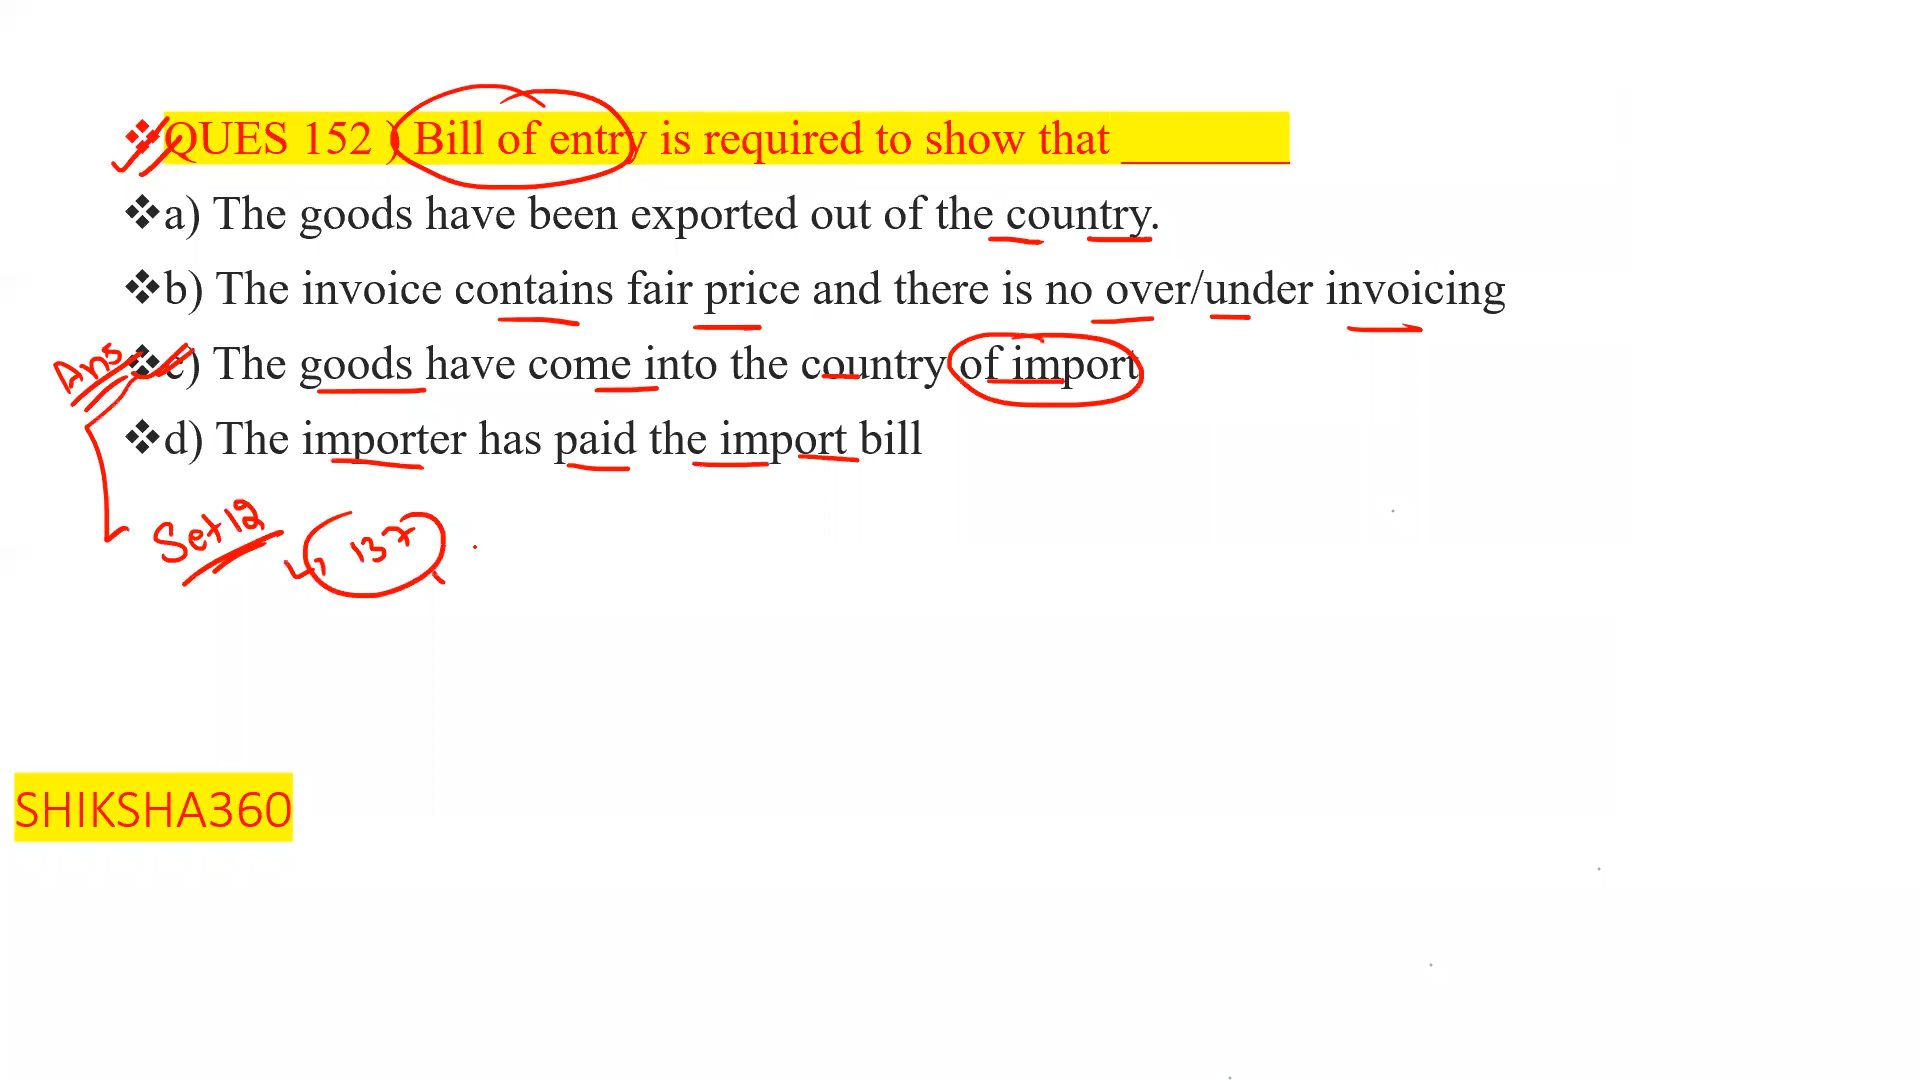 ❖QUES 152 ) Bill of entry is required to show that _______
❖a) The goods have been exported out of the country.
❖b) The invoice contains fair price and there is no over/under invoicing
Ans ❖c) The goods have come into the country of import
❖d) The importer has paid the import bill
Set 12
137
SHIKSHA360